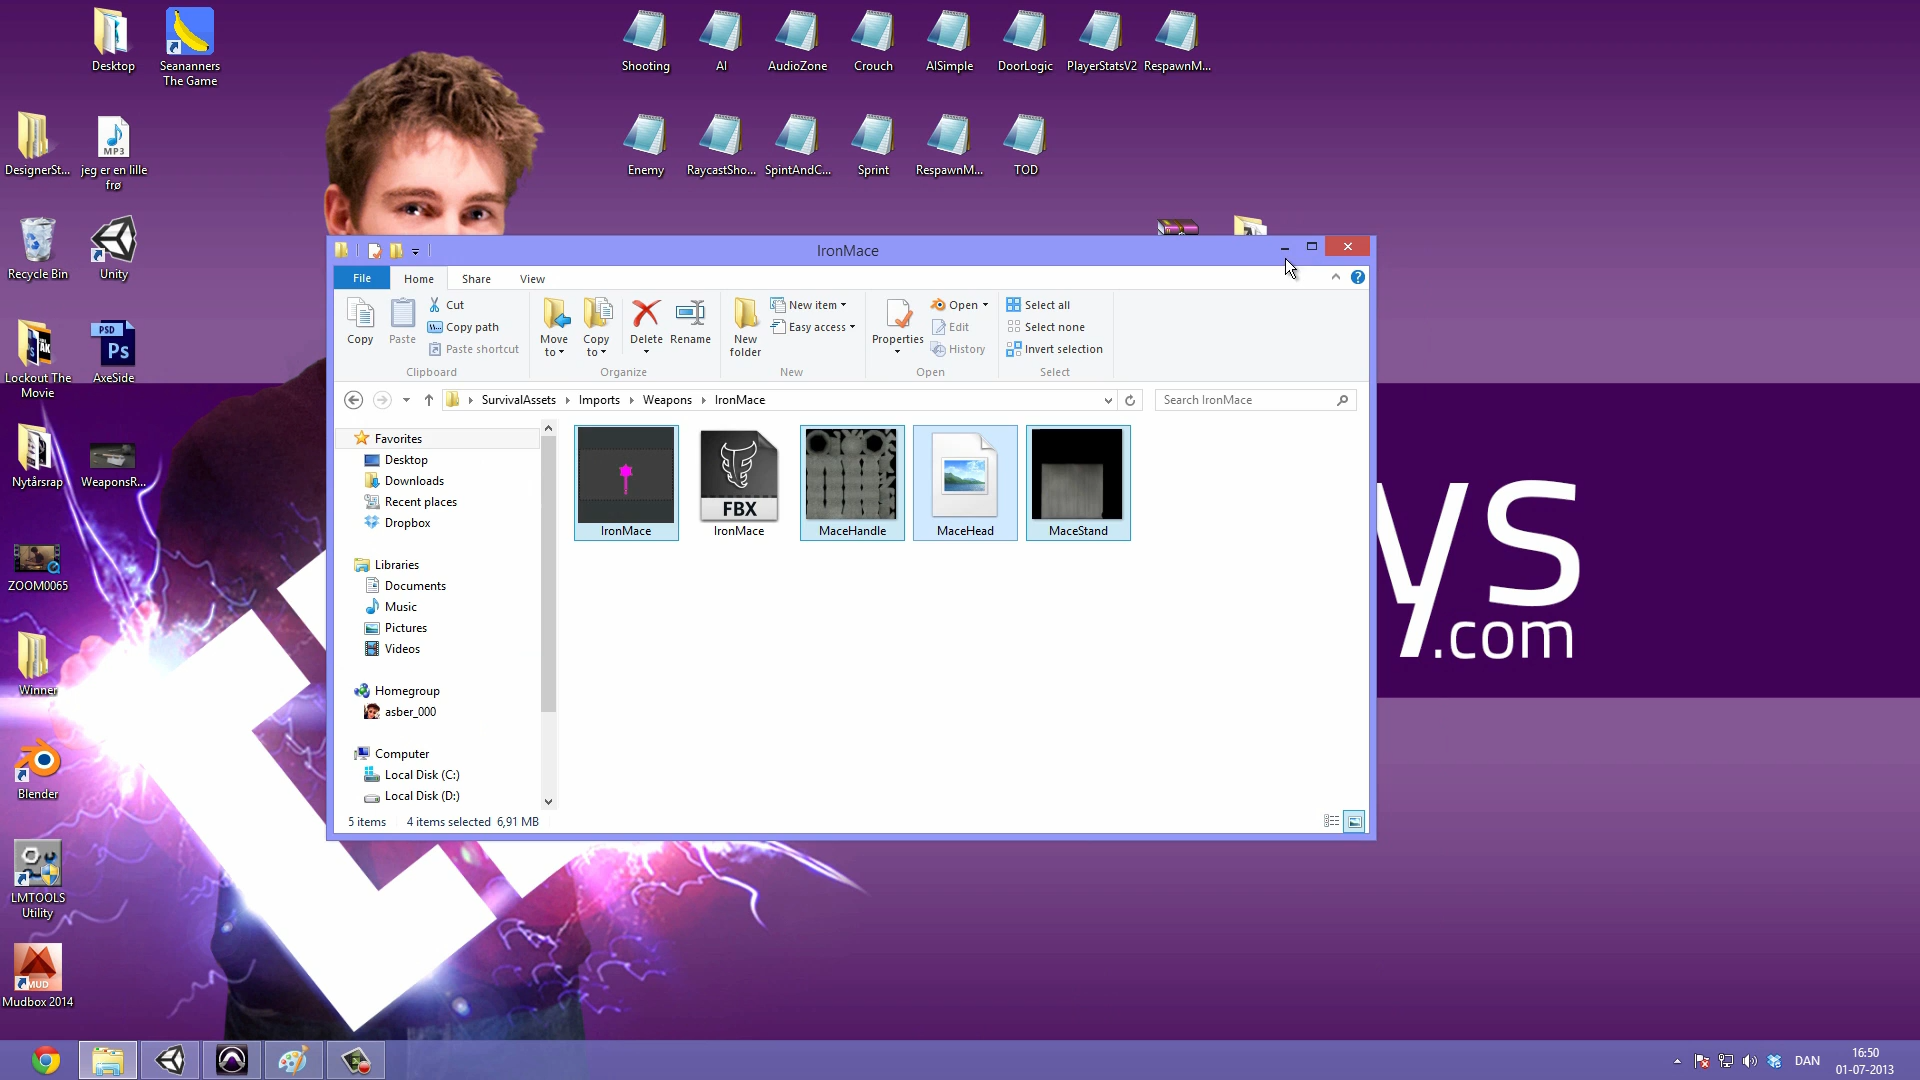 Desktop
Seananners
The Game
Shooting
AI
AudioZone
Crouch
AISimple
DoorLogic
PlayerStatsV2
RespawnM...
DesignerSt...
MP3
jeg er en lille
frø
Enemy
RaycastSho...
SpintAndC...
Sprint
RespawnM...
TOD
Recycle Bin
Unity
PSD
Ps
Lockout The
Movie
AxeSide
Nytårsrap
WeaponsR...
ZOOM0065
Winner
Blender
LMTOOLS
Utility
MUD
Mudbox 2014
IronMace
File
Home
Share
View
Copy
Paste
Cut
Copy path
Paste shortcut
Clipboard
Move
to
Copy
to
Delete
Rename
Organize
New
folder
New item
Easy access
New
Properties
Open
Edit
History
Open
Select all
Select none
Invert selection
Select
SurvivalAssets
Imports
Weapons
IronMace
Search IronMace
Favorites
Desktop
Downloads
Recent places
Dropbox
Libraries
Documents
Music
Pictures
Videos
Homegroup
asber_000
Computer
Local Disk (C:)
Local Disk (D:)
IronMace
FBX
IronMace
MaceHandle
MaceHead
MaceStand
5 items
4 items selected 6,91 MB
ys
.com
DAN
16:50
01-07-2013